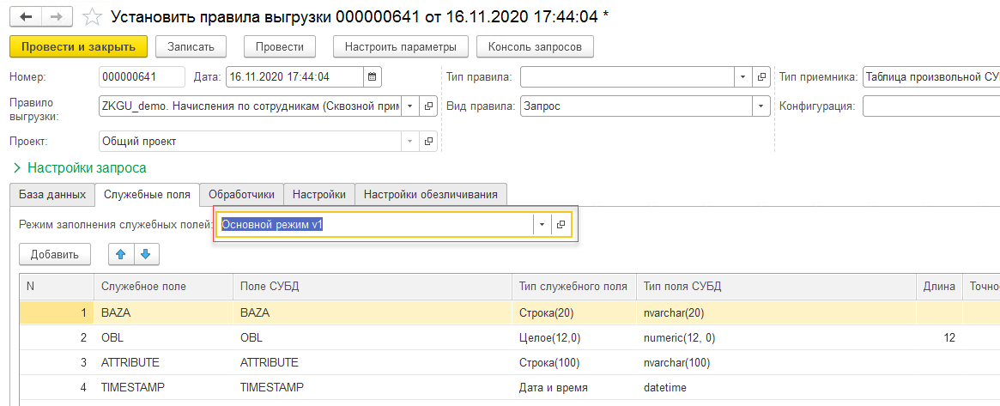 Установить правила выгрузки 000000641 от 16.11.2020 17:44:04 *
Провести и закрыть Записать Провести Настроить параметры Консоль запросов
Номер: 000000641 Дата: 16.11.2020 17:44:04 Тип правила: Тип приемника: Таблица произвольной СУБ
Правило выгрузки: ZKGU_demo. Начисления по сотрудникам (Сквозной прим Вид правила: Запрос Конфигурация:
Проект: Общий проект
Настройки запроса
База данных Служебные поля Обработчики Настройки Настройки обезличивания
Режим заполнения служебных полей: Основной режим v1
Добавить
N Служебное поле Поле СУБД Тип служебного поля Тип поля СУБД Длина Точно
1 BAZA BAZA Строка(20) nvarchar(20)
2 OBL OBL Целое(12,0) numeric(12, 0) 12
3 ATTRIBUTE ATTRIBUTE Строка(100) nvarchar(100)
4 TIMESTAMP TIMESTAMP Дата и время datetime